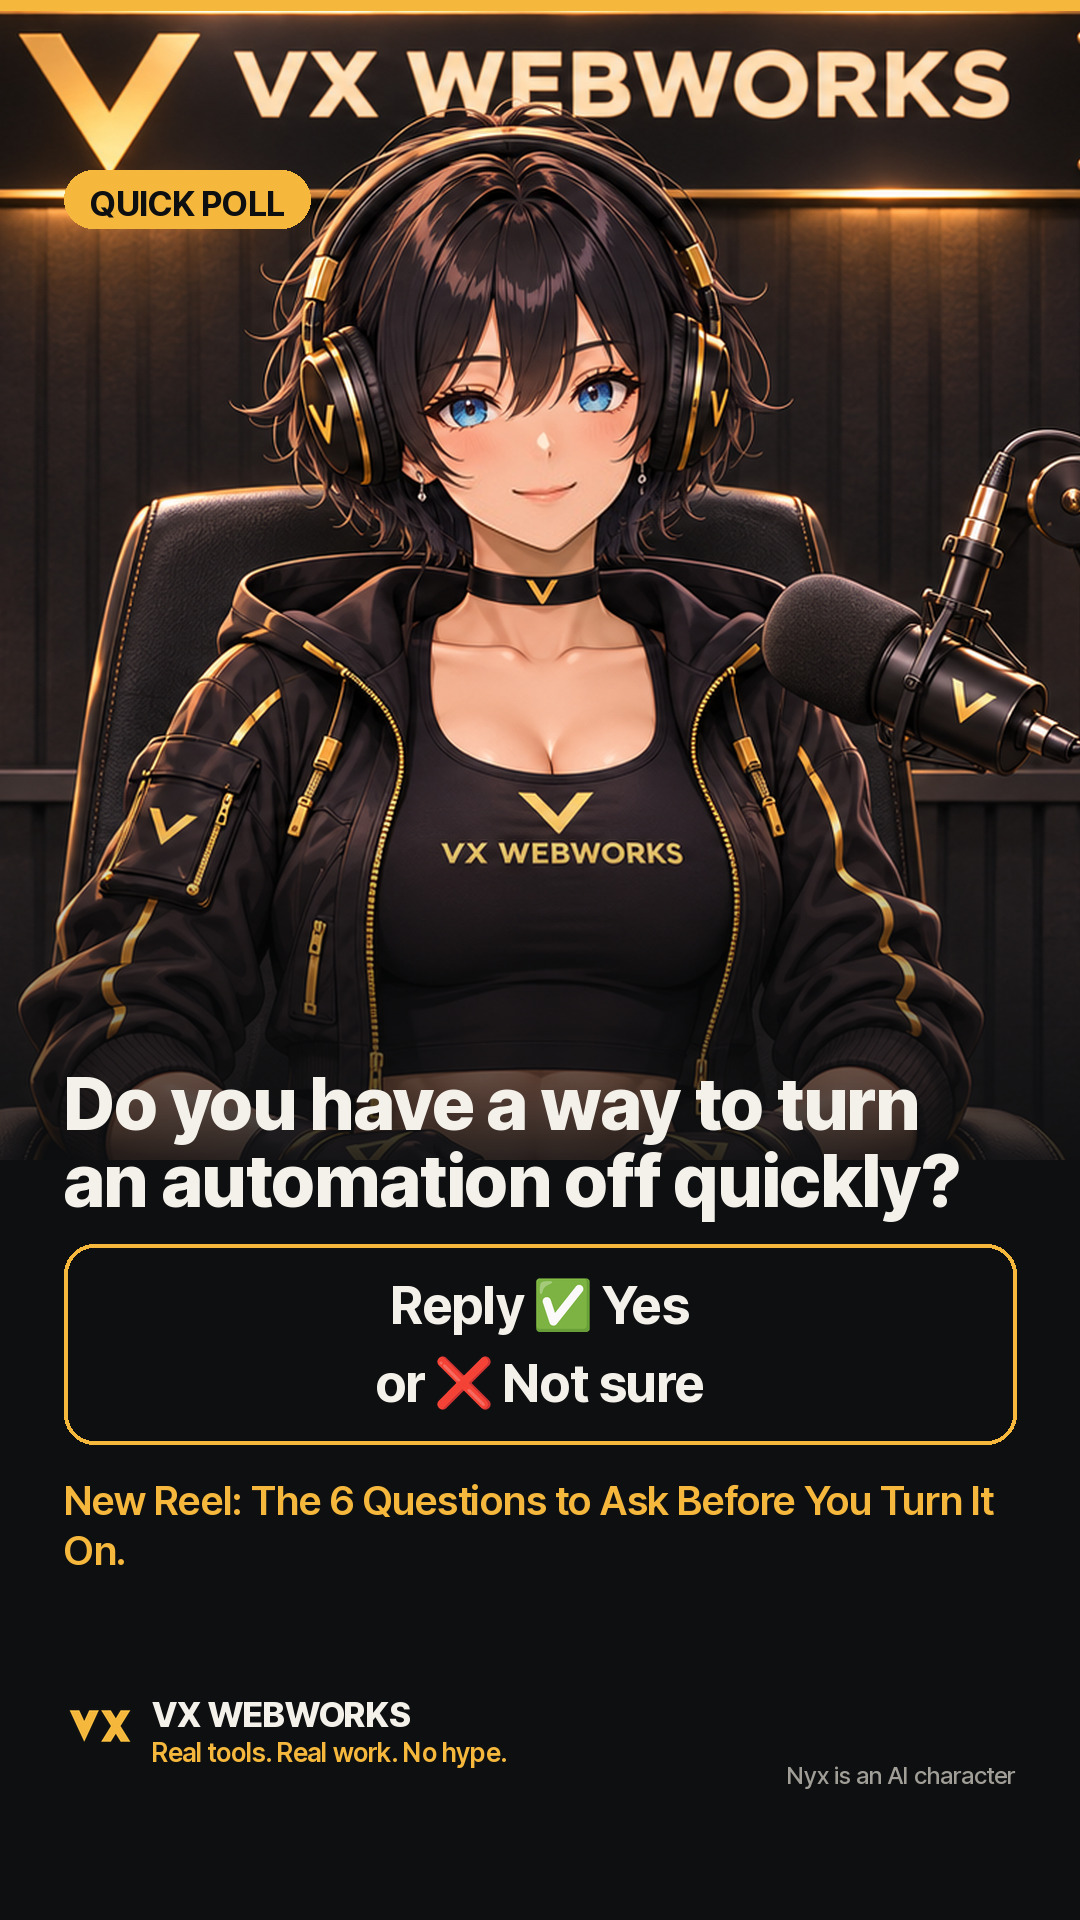 VX WEBWORKS
QUICK POLL
VX WEBWORKS
Do you have a way to turn
an automation off quickly?
Reply ✅ Yes
or ❌ Not sure
New Reel: The 6 Questions to Ask Before You Turn It
On.
VX
VX WEBWORKS
Real tools. Real work. No hype.
Nyx is an AI character